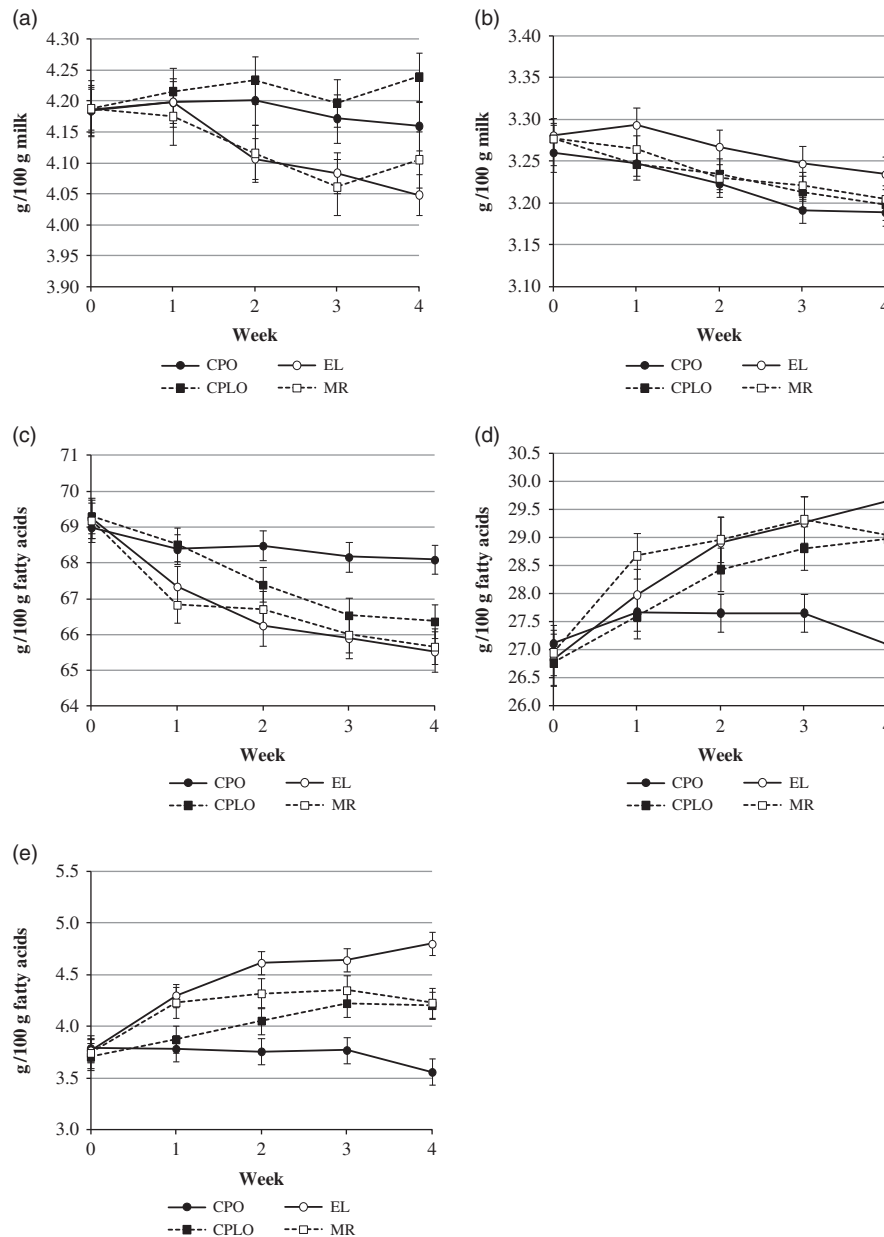 (a)
g/100 g milk
4.30
4.25
4.20
4.15
4.10
4.05
4.00
3.95
3.90
0 1 2 3 4
Week
CPO EL
CPLO MR
(b)
g/100 g milk
3.40
3.35
3.30
3.25
3.20
3.15
3.10
0 1 2 3 4
Week
CPO EL
CPLO MR
(c)
g/100 g fatty acids
71
70
69
68
67
66
65
64
0 1 2 3 4
Week
CPO EL
CPLO MR
(d)
g/100 g fatty acids
30.5
30.0
29.5
29.0
28.5
28.0
27.5
27.0
26.5
26.0
0 1 2 3 4
Week
CPO EL
CPLO MR
(e)
g/100 g fatty acids
5.5
5.0
4.5
4.0
3.5
3.0
0 1 2 3 4
Week
CPO EL
CPLO MR